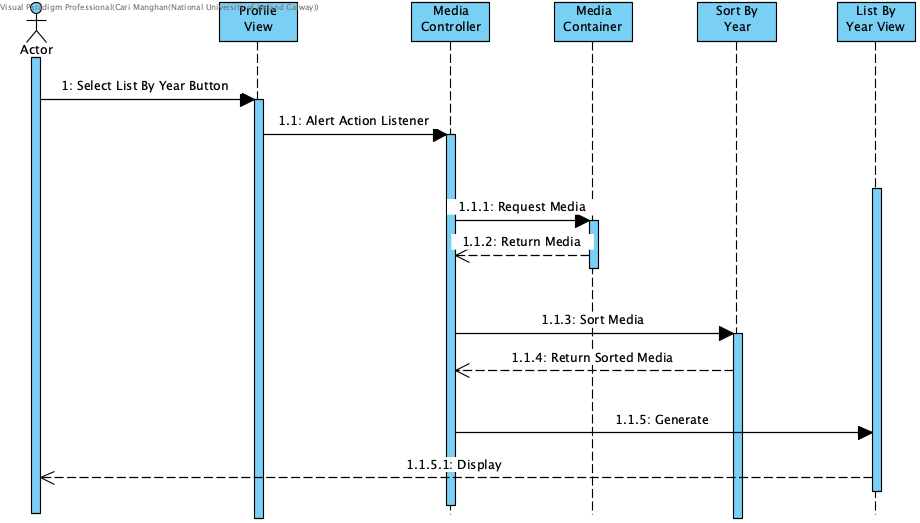 Visual Paradigm Professional(Cari Manghan(National University of Ireland Galway))
Actor
Profile
View
Media
Controller
Media
Container
Sort By
Year
List By
Year View
1: Select List By Year Button
1.1: Alert Action Listener
1.1.1: Request Media
1.1.2: Return Media
1.1.3: Sort Media
1.1.4: Return Sorted Media
1.1.5: Generate
1.1.5.1: Display